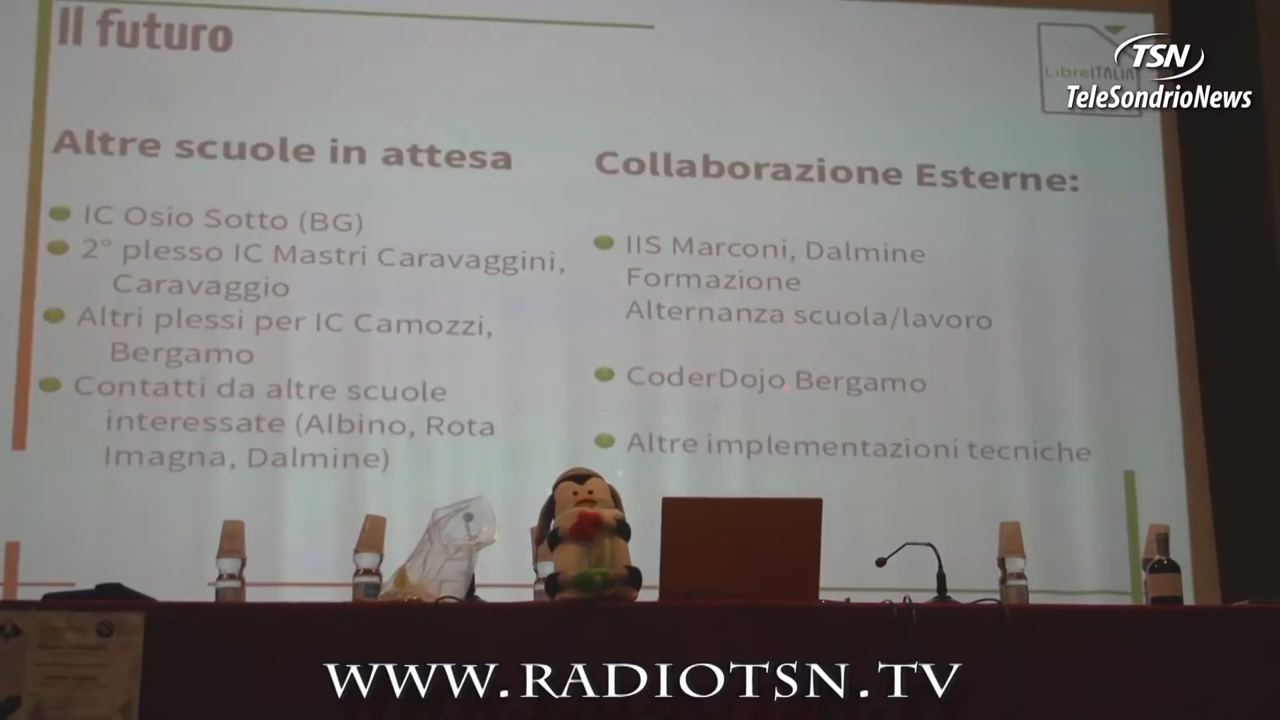 Il futuro
LibreITALIA
TSN
TeleSondrioNews
Altre scuole in attesa
IC Osio Sotto (BG)
2° plesso IC Mastri Caravaggini,
Caravaggio
Altri plessi per IC Camozzi,
Bergamo
Contatti da altre scuole
interessate (Albino, Rota
Imagna, Dalmine)
Collaborazione Esterne:
IIS Marconi, Dalmine
Formazione
Alternanza scuola/lavoro
CoderDojo Bergamo
Altre implementazioni tecniche
WWW.RADIOTSN.TV